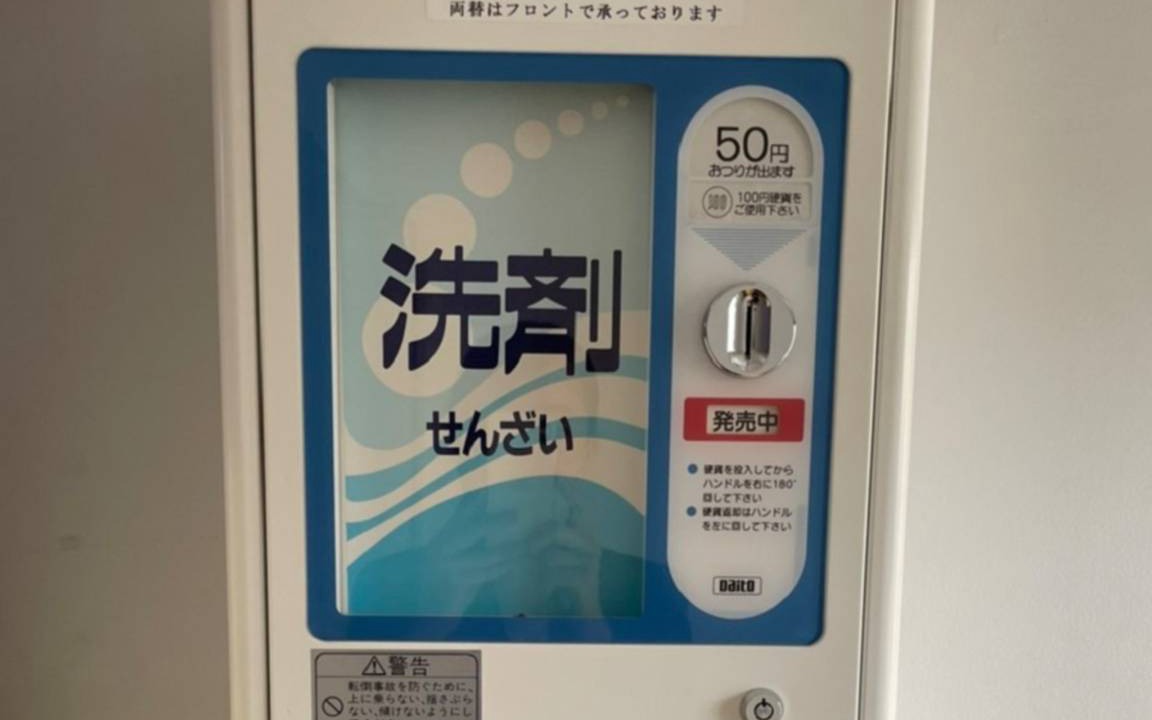 両替はフロントで承っております
洗剤
せんざい
50円
おつりが出ます
100 100円硬貨を
ご使用下さい
発売中
● 硬貨を投入してから
ハンドルを右に180°
回して下さい
● 硬貨返却はハンドル
を左に回して下さい
Daito
警告
転倒事故を防ぐために、
上に乗らない、揺さぶら
ない、傾けないようにし